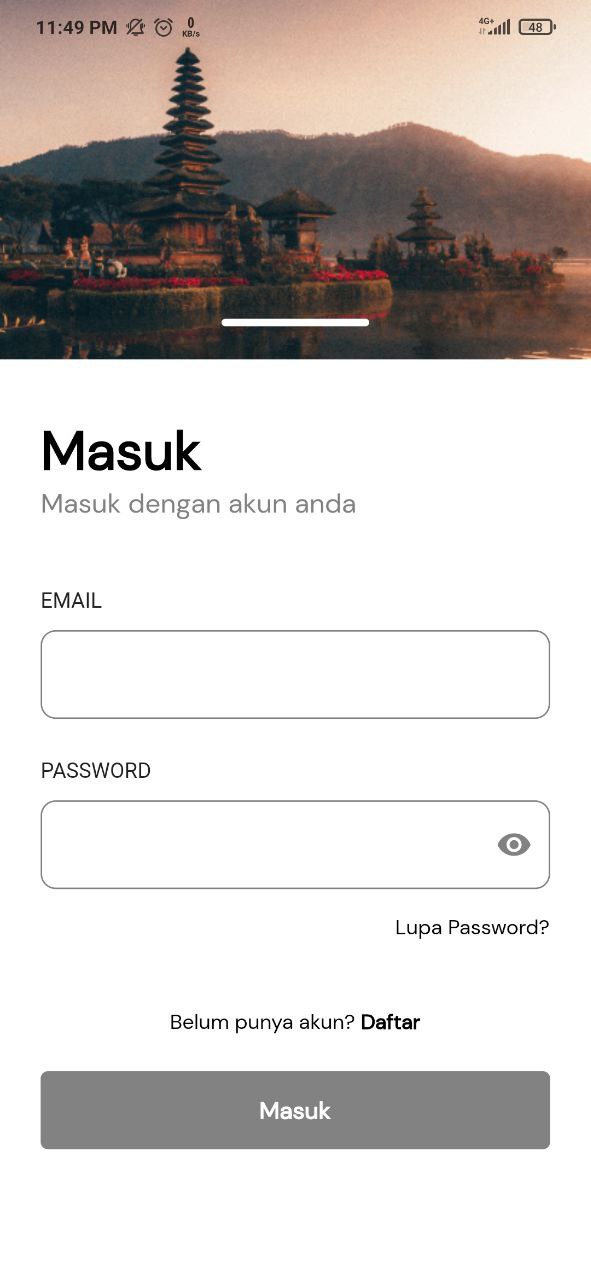 11:49 PM 0 KB/s 4G+ 48
Masuk
Masuk dengan akun anda
EMAIL
PASSWORD
Lupa Password?
Belum punya akun? Daftar
Masuk